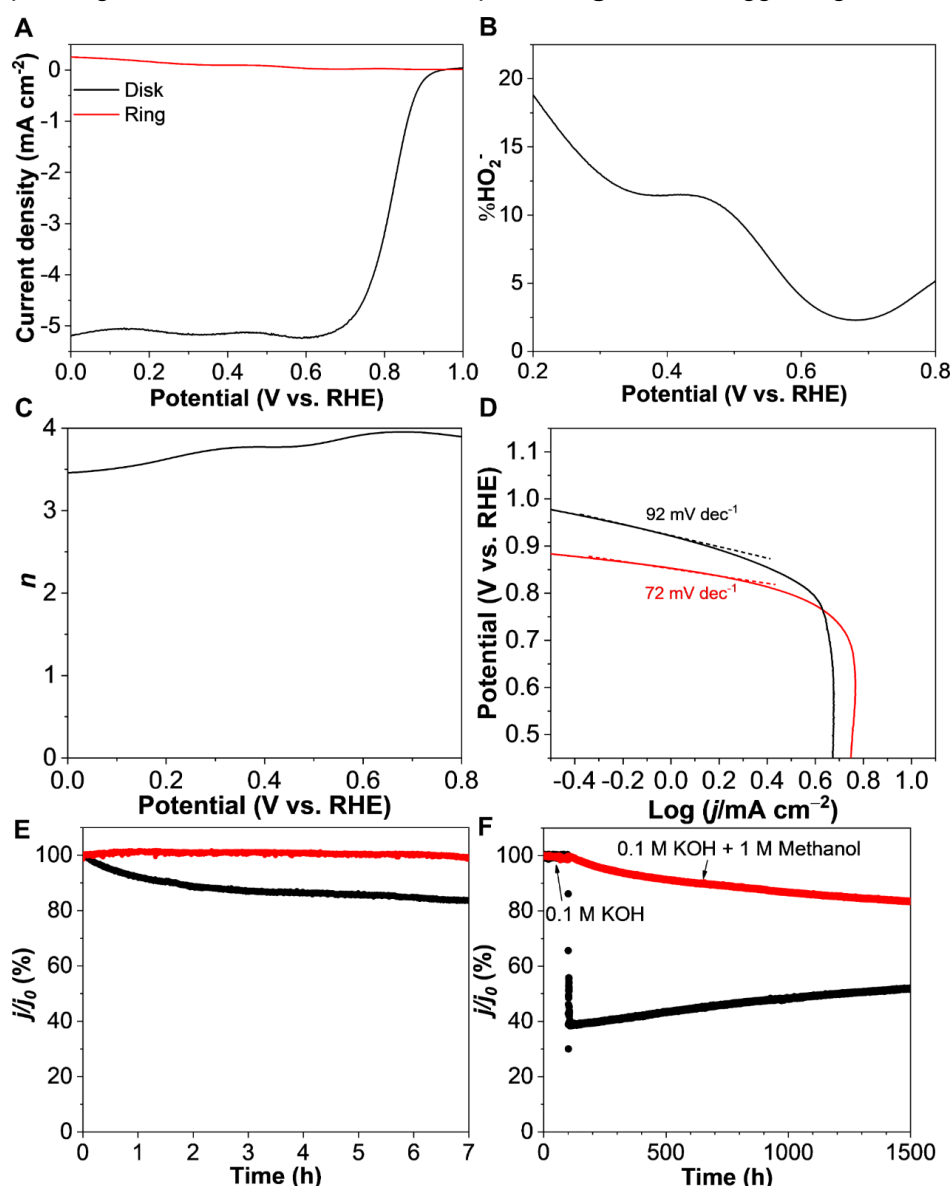 A
Current density (mA cm⁻²)
0
-1
-2
-3
-4
-5
Disk
Ring
0.0 0.2 0.4 0.6 0.8 1.0
Potential (V vs. RHE)
B
%HO₂⁻
20
15
10
5
0
0.2 0.4 0.6 0.8
Potential (V vs. RHE)
C
n
4
3
2
1
0
0.0 0.2 0.4 0.6 0.8
Potential (V vs. RHE)
D
Potential (V vs. RHE)
1.1
1.0
0.9
0.8
0.7
0.6
0.5
92 mV dec⁻¹
72 mV dec⁻¹
-0.4 -0.2 0.0 0.2 0.4 0.6 0.8 1.0
Log (j/mA cm⁻²)
E
j/j₀ (%)
100
80
60
40
20
0
0 1 2 3 4 5 6 7
Time (h)
F
j/j₀ (%)
100
80
60
40
20
0
0.1 M KOH + 1 M Methanol
0.1 M KOH
0 500 1000 1500
Time (h)